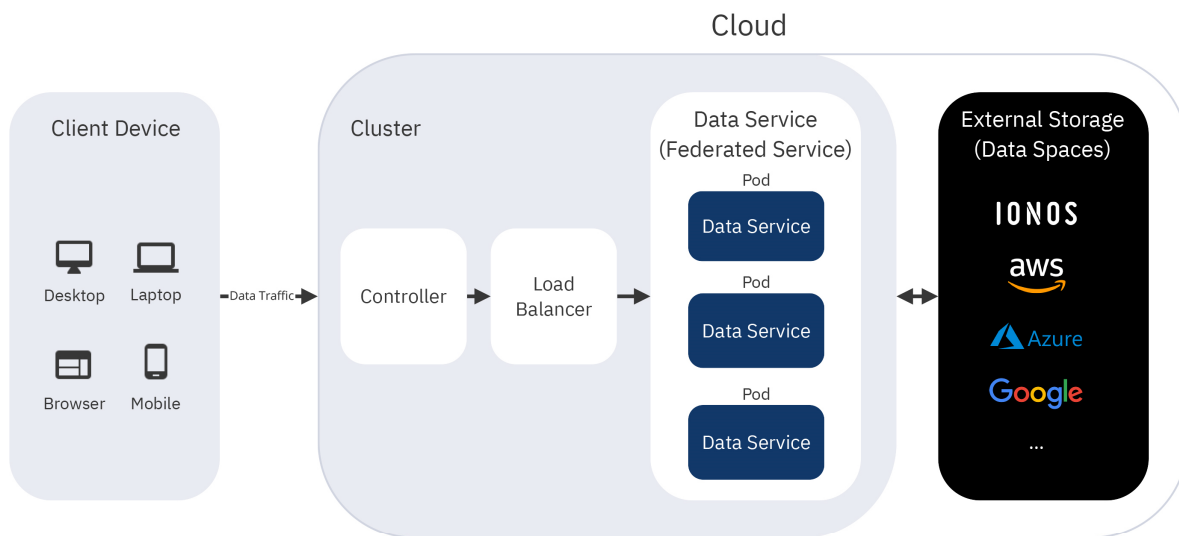 Cloud
Client Device
Desktop
Laptop
Browser
Mobile
Data Traffic
Cluster
Controller
Load
Balancer
Data Service
(Federated Service)
Pod
Data Service
Pod
Data Service
Pod
Data Service
External Storage
(Data Spaces)
IONOS
aws
Azure
Google
...